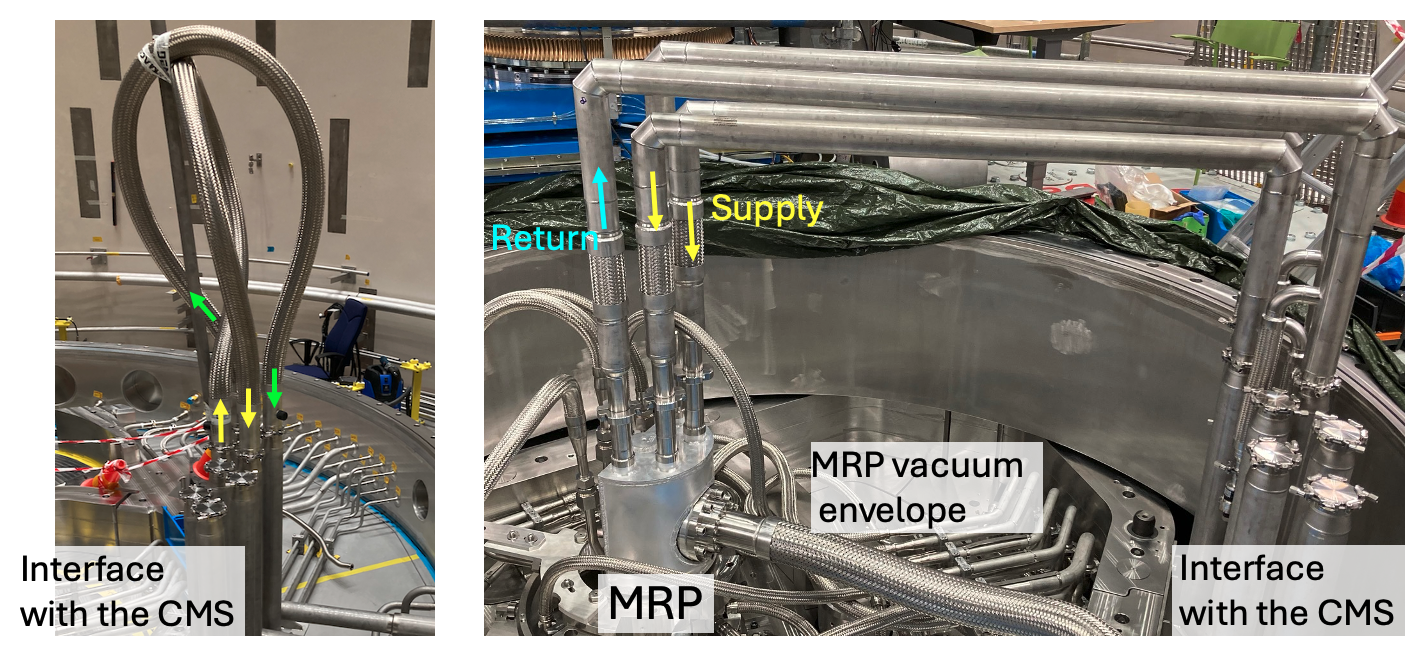 Interface
with the CMS
Return
Supply
MRP vacuum
envelope
MRP
Interface
with the CMS